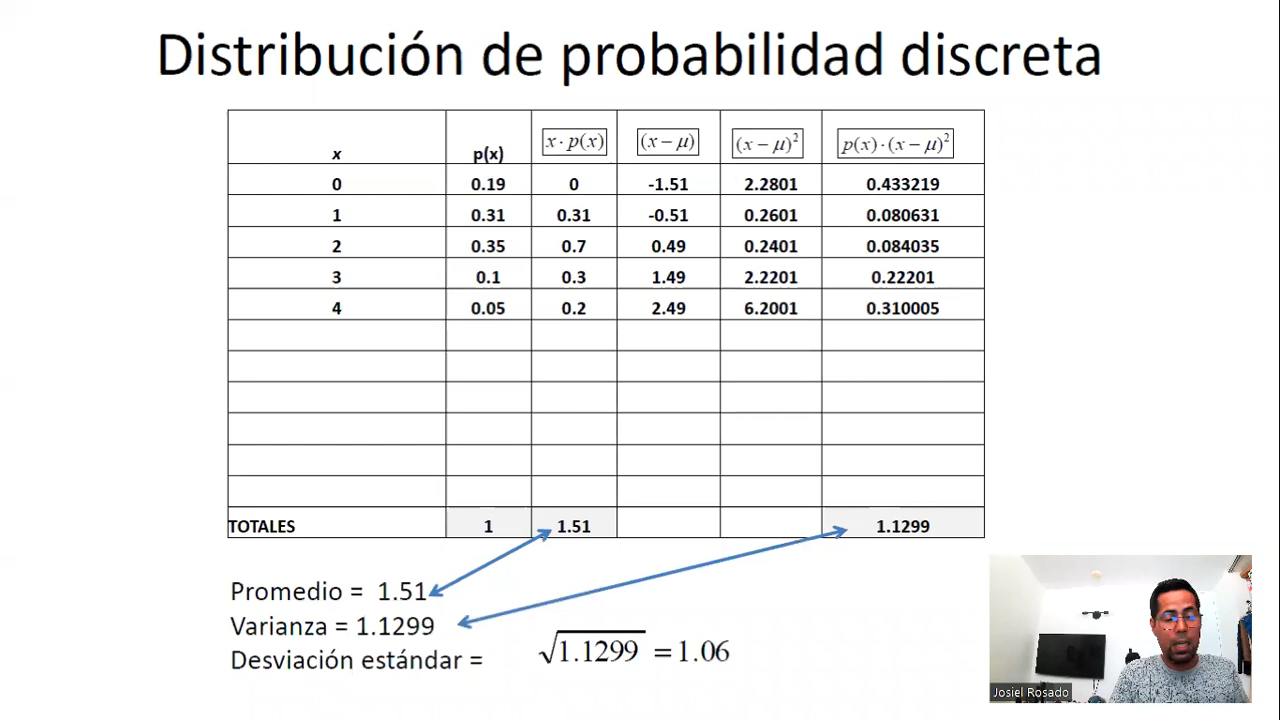 Distribución de probabilidad discreta
x p(x) x · p(x) (x − μ) (x − μ)² p(x) · (x − μ)²
0 0.19 0 -1.51 2.2801 0.433219
1 0.31 0.31 -0.51 0.2601 0.080631
2 0.35 0.7 0.49 0.2401 0.084035
3 0.1 0.3 1.49 2.2201 0.22201
4 0.05 0.2 2.49 6.2001 0.310005
TOTALES 1 1.51 1.1299
Promedio = 1.51
Varianza = 1.1299
Desviación estándar = √1.1299 = 1.06
Josiel Rosado